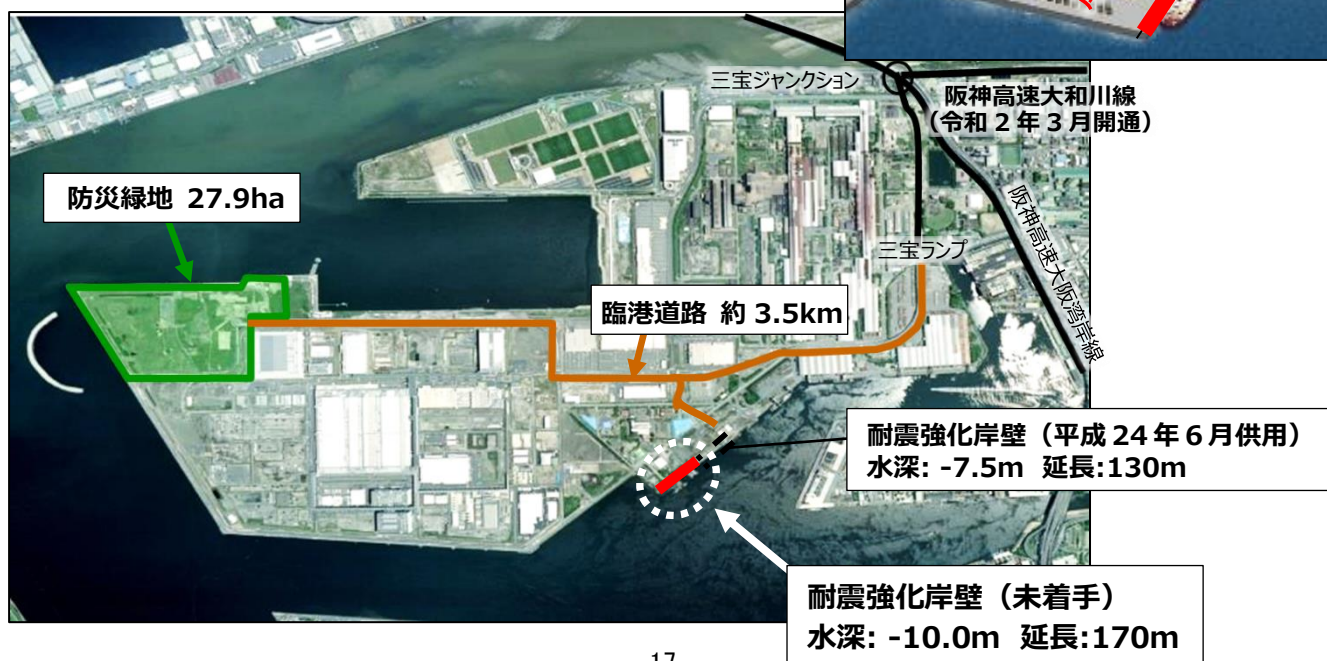 三宝ジャンクション
阪神高速大和川線
（令和２年３月開通）
防災緑地 27.9ha
阪神高速大阪湾岸線
三宝ランプ
臨港道路 約 3.5km
耐震強化岸壁（平成 24 年６月供用）
水深: -7.5m 延長:130m
耐震強化岸壁（未着手）
水深: -10.0m 延長:170m
17